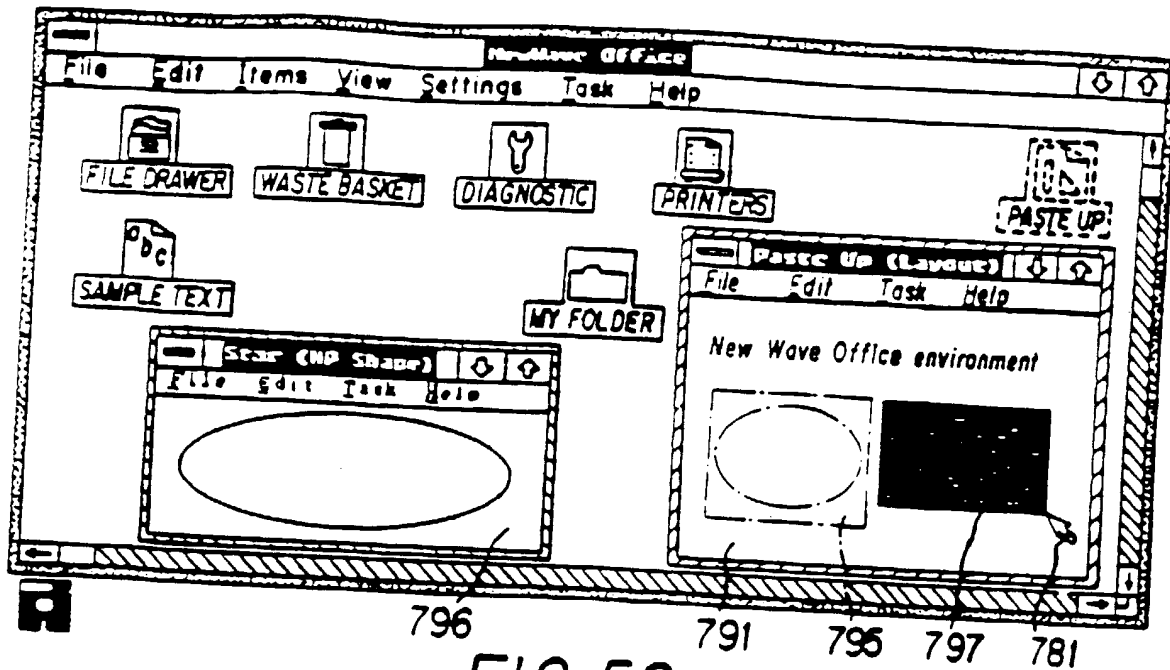 NewWave Office
File Edit Items View Settings Task Help
FILE DRAWER WASTE BASKET DIAGNOSTIC PRINTERS PASTE UP
abc
SAMPLE TEXT MY FOLDER
Paste Up (Layout)
File Edit Task Help
New Wave Office environment
Star (HP Shape)
File Edit Task Help
796 791 795 797 781